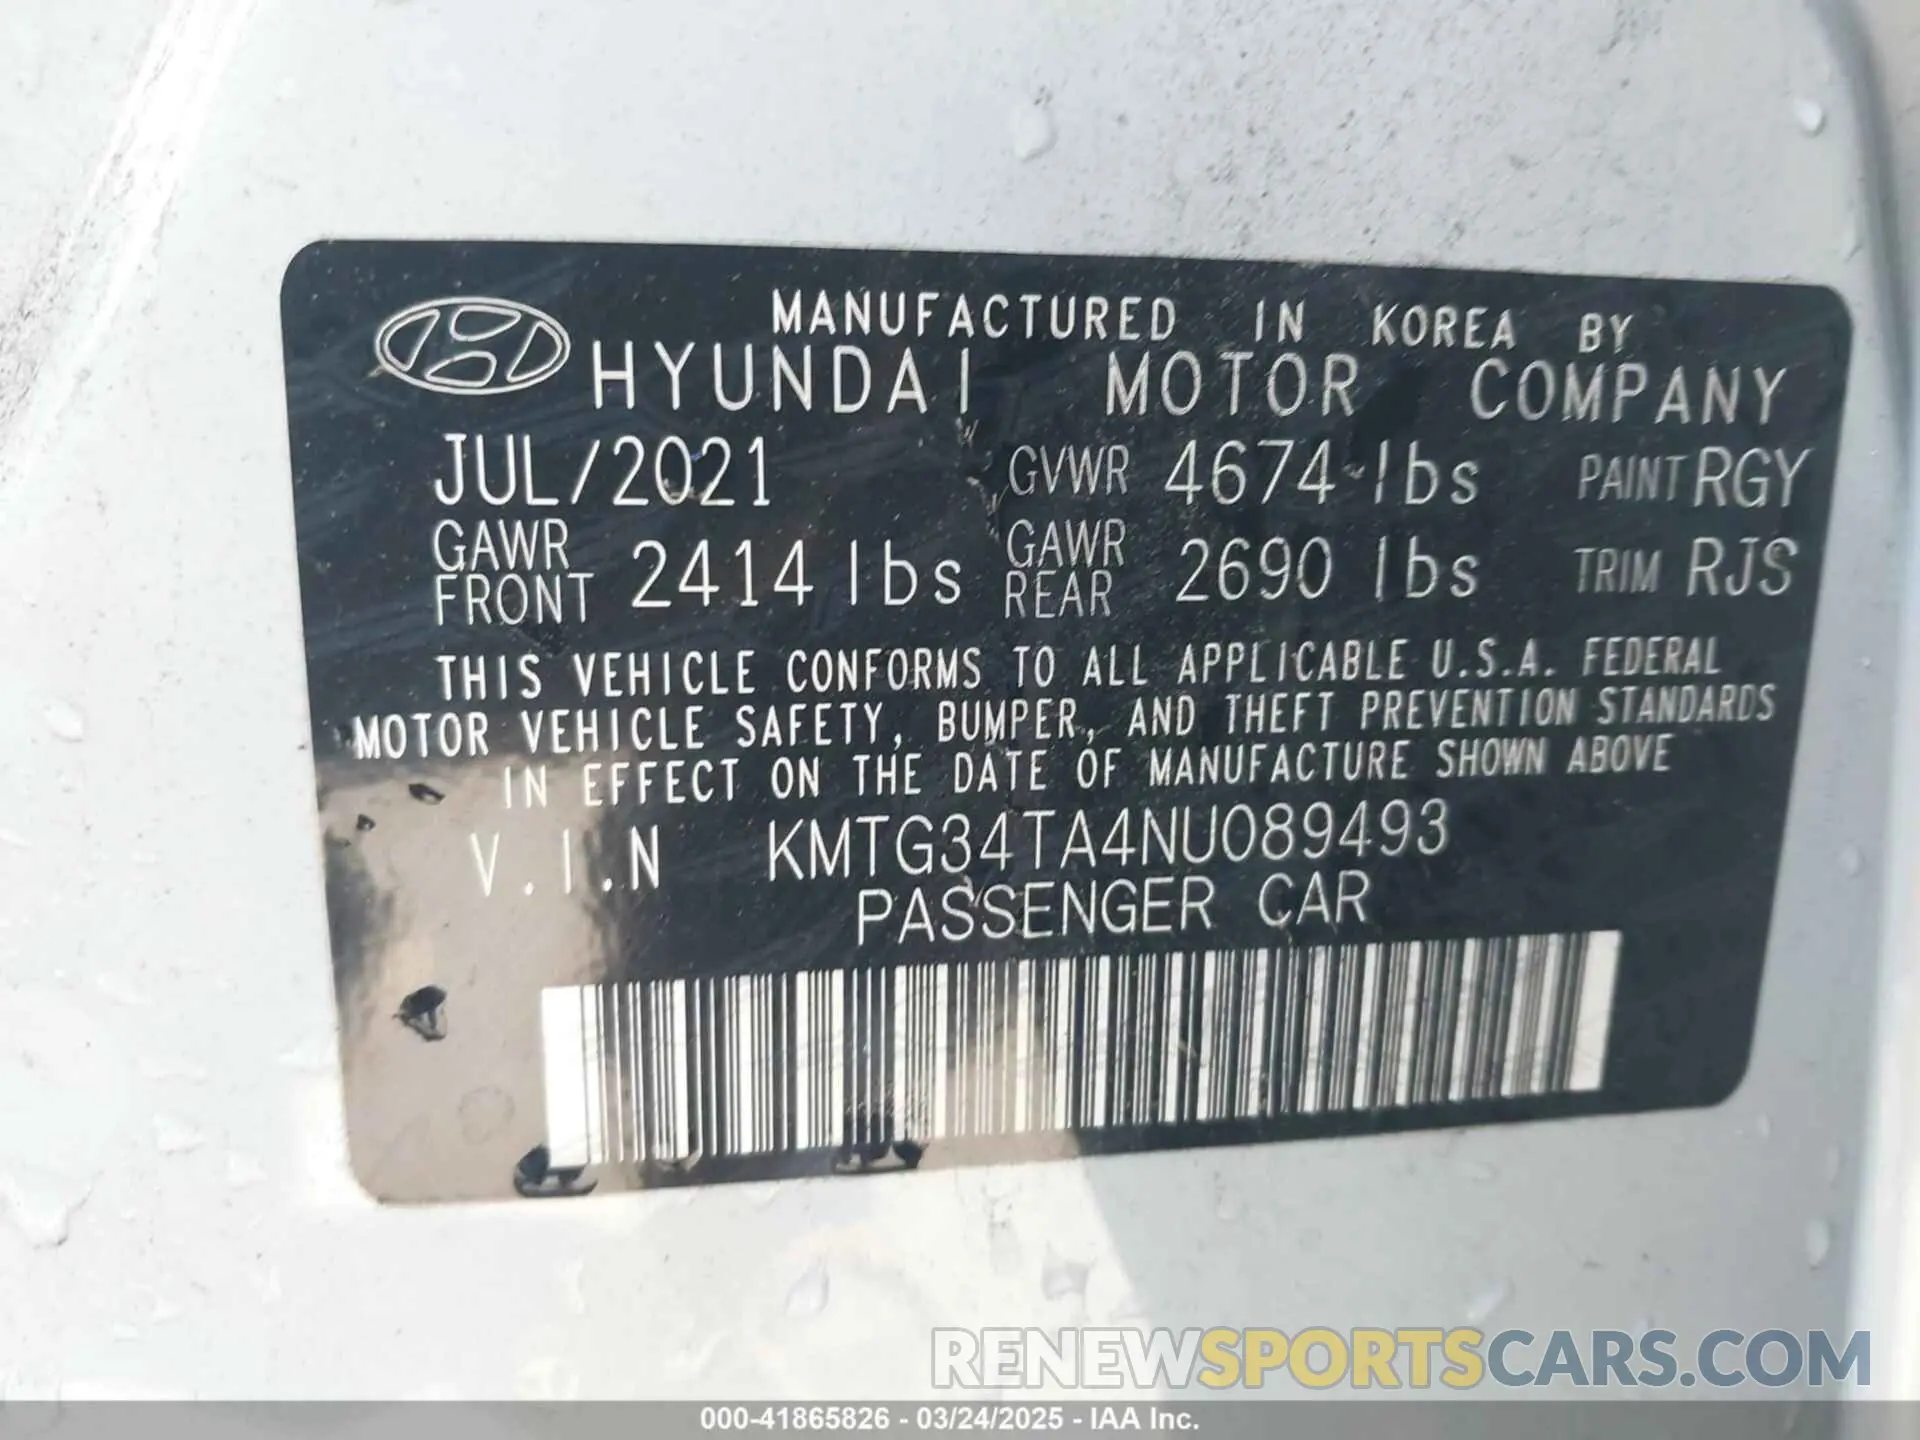 MANUFACTURED IN KOREA BY
HYUNDAI MOTOR COMPANY
JUL/2021 GVWR 4674 lbs PAINT RGY
GAWR FRONT 2414 lbs GAWR REAR 2690 lbs TRIM RJS
THIS VEHICLE CONFORMS TO ALL APPLICABLE U.S.A. FEDERAL
MOTOR VEHICLE SAFETY, BUMPER, AND THEFT PREVENTION STANDARDS
IN EFFECT ON THE DATE OF MANUFACTURE SHOWN ABOVE
V.I.N KMTG34TA4NU089493
PASSENGER CAR
RENEWSPORTSCARS.COM
000-41865826 - 03/24/2025 - IAA Inc.